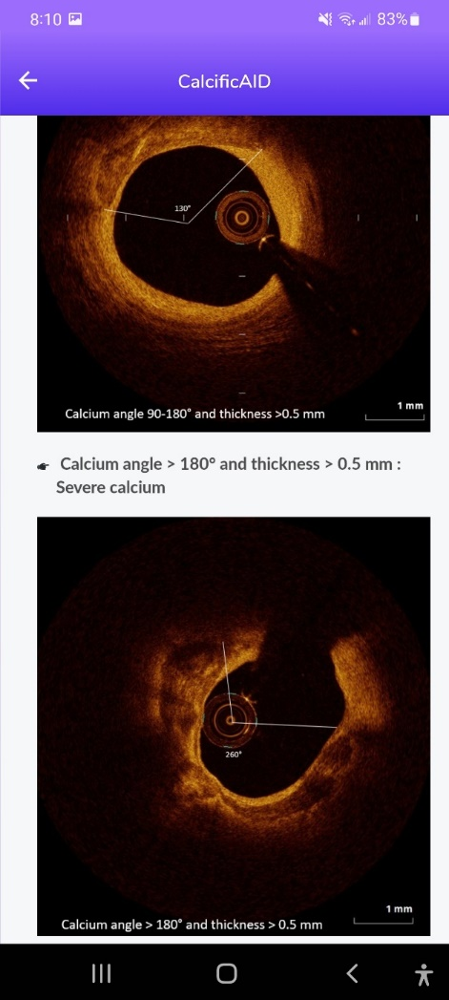 8:10 83%
CalcificAID
130°
Calcium angle 90-180° and thickness >0.5 mm
1 mm
Calcium angle > 180° and thickness > 0.5 mm :
Severe calcium
260°
1 mm
Calcium angle > 180° and thickness > 0.5 mm